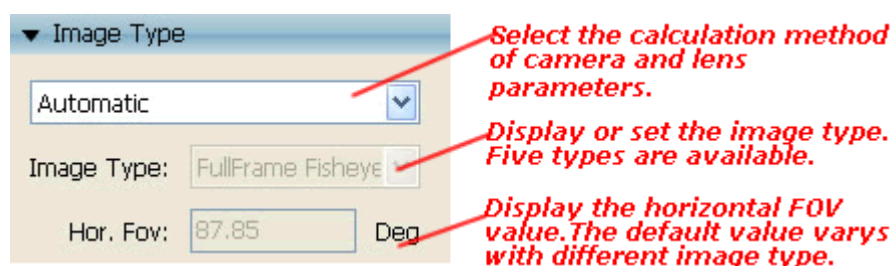 Image Type
Select the calculation method
of camera and lens
parameters.
Automatic
Display or set the image type.
Five types are available.
Image Type: FullFrame Fisheye
Display the horizontal FOV
value.The default value varys
with different image type.
Hor. Fov: 87.85 Deg